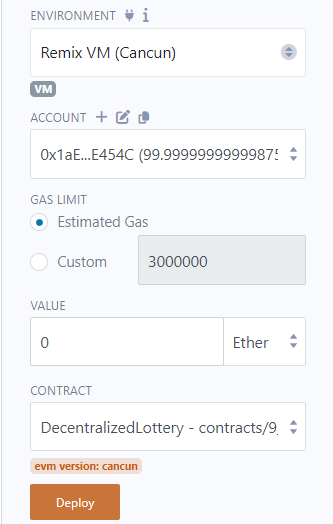 ENVIRONMENT
Remix VM (Cancun)
VM
ACCOUNT
0x1aE...E454C (99.9999999999875
GAS LIMIT
Estimated Gas
Custom 3000000
VALUE
0 Ether
CONTRACT
DecentralizedLottery - contracts/9_
evm version: cancun
Deploy